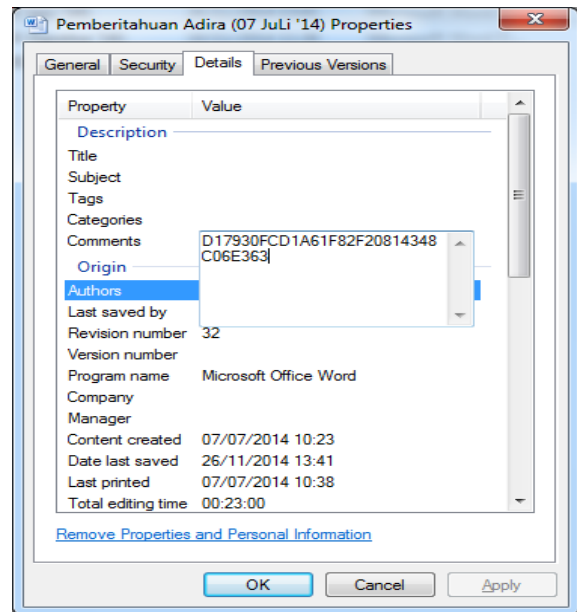 Pemberitahuan Adira (07 JuLi '14) Properties
General Security Details Previous Versions
Property Value
Description
Title
Subject
Tags
Categories
Comments D17930FCD1A61F82F20814348
C06E363
Origin
Authors
Last saved by
Revision number 32
Version number
Program name Microsoft Office Word
Company
Manager
Content created 07/07/2014 10:23
Date last saved 26/11/2014 13:41
Last printed 07/07/2014 10:38
Total editing time 00:23:00
Remove Properties and Personal Information
OK Cancel Apply